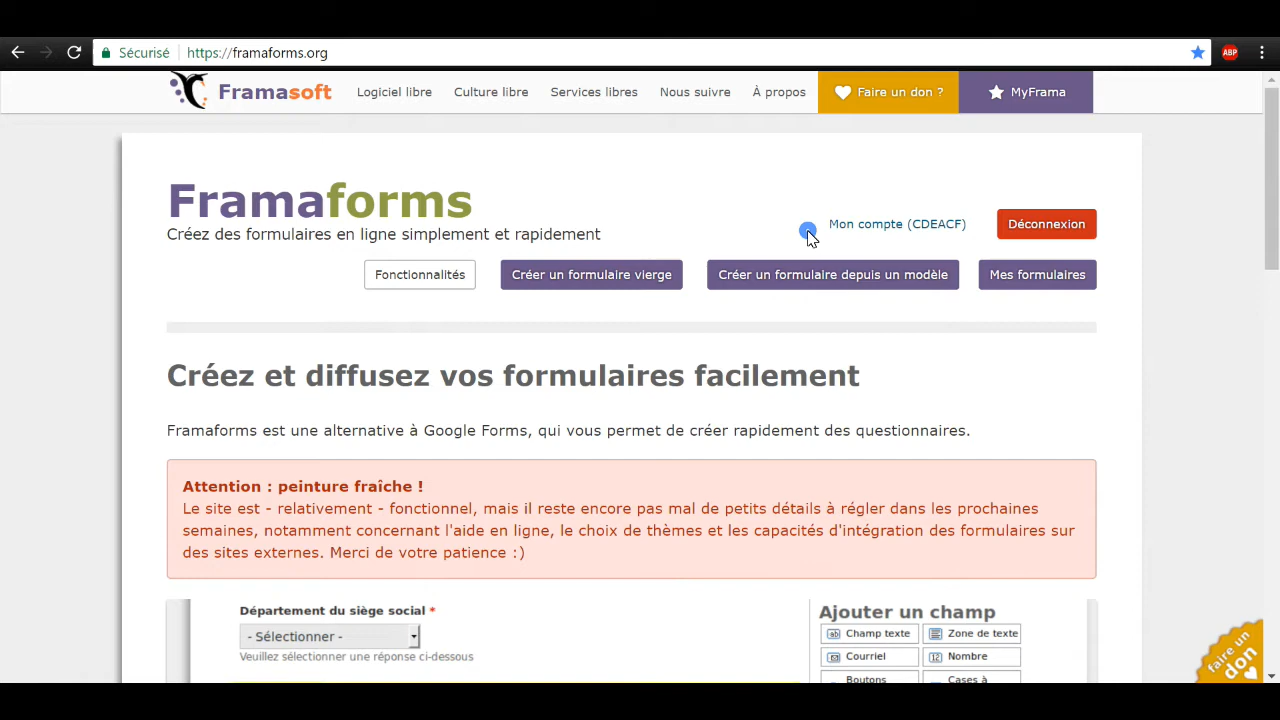 Sécurisé https://framaforms.org ABP
Framasoft Logiciel libre Culture libre Services libres Nous suivre À propos Faire un don ? MyFrama
Framaforms
Mon compte (CDEACF) Déconnexion
Créez des formulaires en ligne simplement et rapidement
Fonctionnalités Créer un formulaire vierge Créer un formulaire depuis un modèle Mes formulaires
Créez et diffusez vos formulaires facilement
Framaforms est une alternative à Google Forms, qui vous permet de créer rapidement des questionnaires.
Attention : peinture fraîche !
Le site est - relativement - fonctionnel, mais il reste encore pas mal de petits détails à régler dans les prochaines
semaines, notamment concernant l'aide en ligne, le choix de thèmes et les capacités d'intégration des formulaires sur
des sites externes. Merci de votre patience :)
Département du siège social *
- Sélectionner -
Veuillez sélectionner une réponse ci-dessous
Ajouter un champ
Champ texte Zone de texte
Courriel Nombre
Boutons Cases à
faire un
don